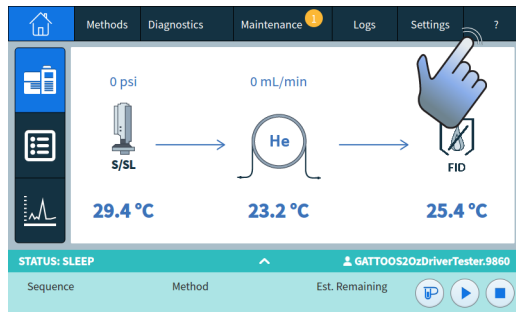 Methods Diagnostics Maintenance 1 Logs Settings ?
0 psi 0 mL/min
He
S/SL
FID
29.4 °C 23.2 °C 25.4 °C
STATUS: SLEEP GATTOOS2OzDriverTester.9860
Sequence Method Est. Remaining